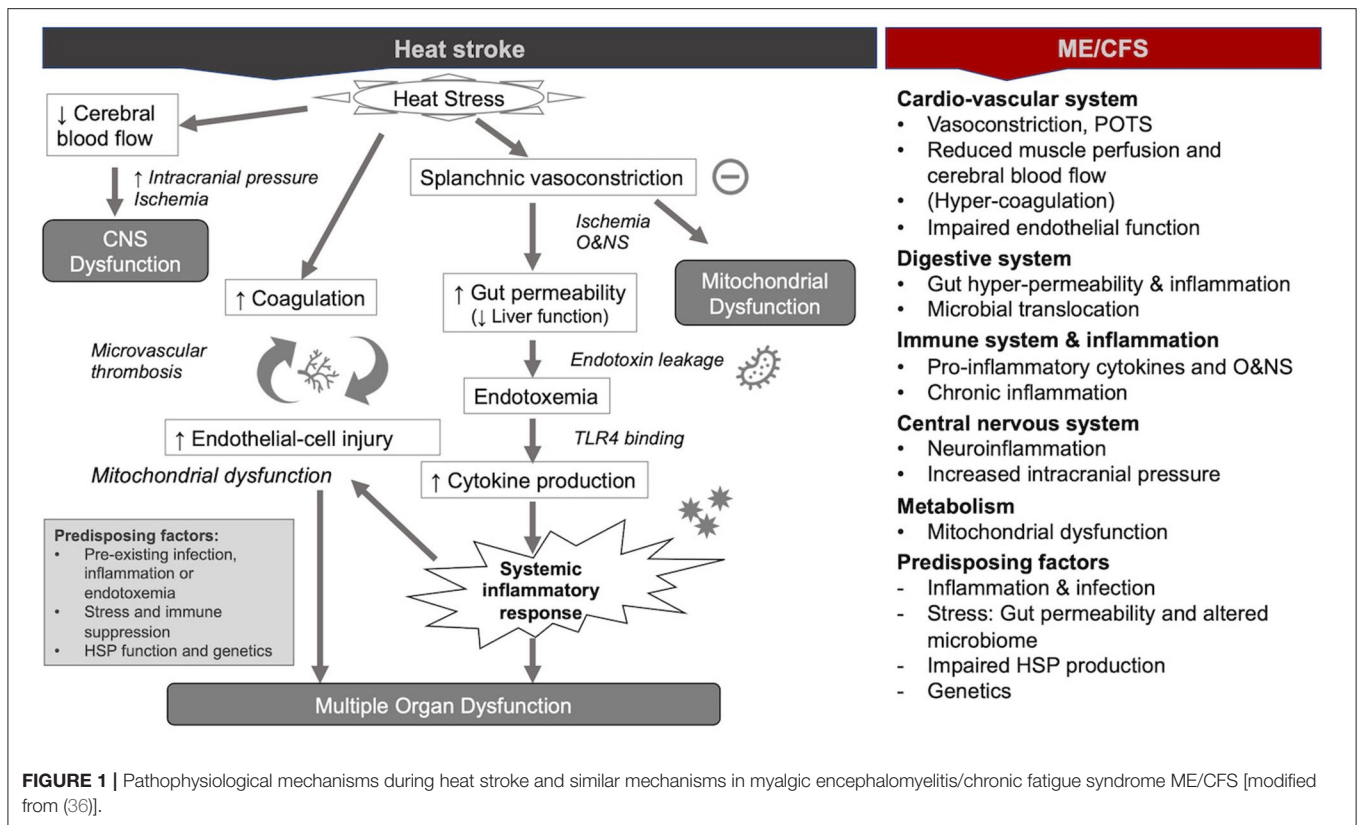 Heat stroke
Heat Stress
↓ Cerebral
blood flow
↑ Intracranial pressure
Ischemia
CNS
Dysfunction
Splanchnic vasoconstriction
Ischemia
O&NS
Mitochondrial
Dysfunction
↑ Coagulation
↑ Gut permeability
(↓ Liver function)
Microvascular
thrombosis
Endotoxin leakage
Endotoxemia
↑ Endothelial-cell injury
TLR4 binding
Mitochondrial dysfunction
↑ Cytokine production
Predisposing factors:
• Pre-existing infection,
inflammation or
endotoxemia
• Stress and immune
suppression
• HSP function and genetics
Systemic
inflammatory
response
Multiple Organ Dysfunction
ME/CFS
Cardio-vascular system
• Vasoconstriction, POTS
• Reduced muscle perfusion and
cerebral blood flow
• (Hyper-coagulation)
• Impaired endothelial function
Digestive system
• Gut hyper-permeability & inflammation
• Microbial translocation
Immune system & inflammation
• Pro-inflammatory cytokines and O&NS
• Chronic inflammation
Central nervous system
• Neuroinflammation
• Increased intracranial pressure
Metabolism
• Mitochondrial dysfunction
Predisposing factors
- Inflammation & infection
- Stress: Gut permeability and altered
microbiome
- Impaired HSP production
- Genetics
FIGURE 1 | Pathophysiological mechanisms during heat stroke and similar mechanisms in myalgic encephalomyelitis/chronic fatigue syndrome ME/CFS [modified
from (36)].